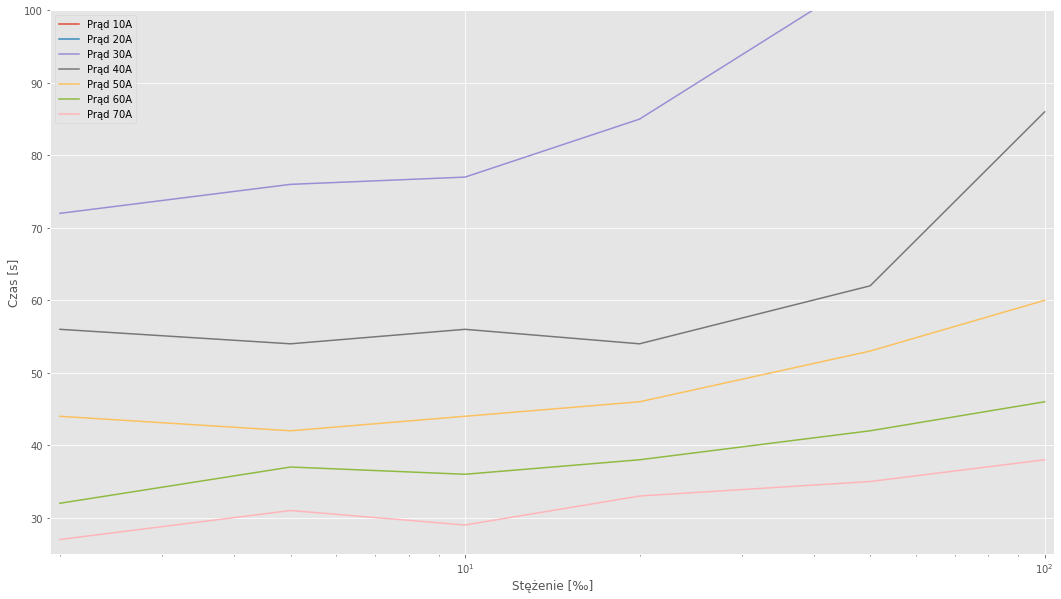 100
90
80
70
60
50
40
30
Czas [s]
Prąd 10A
Prąd 20A
Prąd 30A
Prąd 40A
Prąd 50A
Prąd 60A
Prąd 70A
10¹
10²
Stężenie [‰]